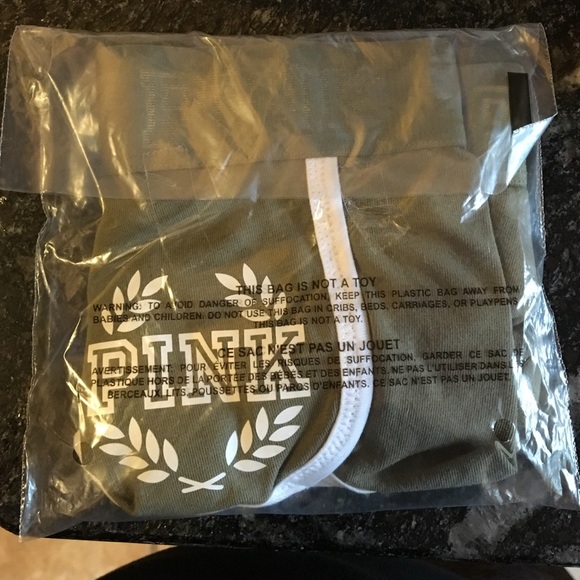 THIS BAG IS NOT A TOY
WARNING: TO AVOID DANGER OF SUFFOCATION, KEEP THIS PLASTIC BAG AWAY FROM
BABIES AND CHILDREN. DO NOT USE THIS BAG IN CRIBS, BEDS, CARRIAGES, OR PLAYPENS.
THIS BAG IS NOT A TOY.
CE SAC N'EST PAS UN JOUET
AVERTISSEMENT: POUR ÉVITER LES RISQUES DE SUFFOCATION, GARDER CE SAC DE
PLASTIQUE HORS DE LA PORTÉE DES BÉBÉS ET DES ENFANTS. NE PAS L'UTILISER DANS LES
BERCEAUX, LITS, POUSSETTES OU PARCS D'ENFANTS. CE SAC N'EST PAS UN JOUET.
PINK